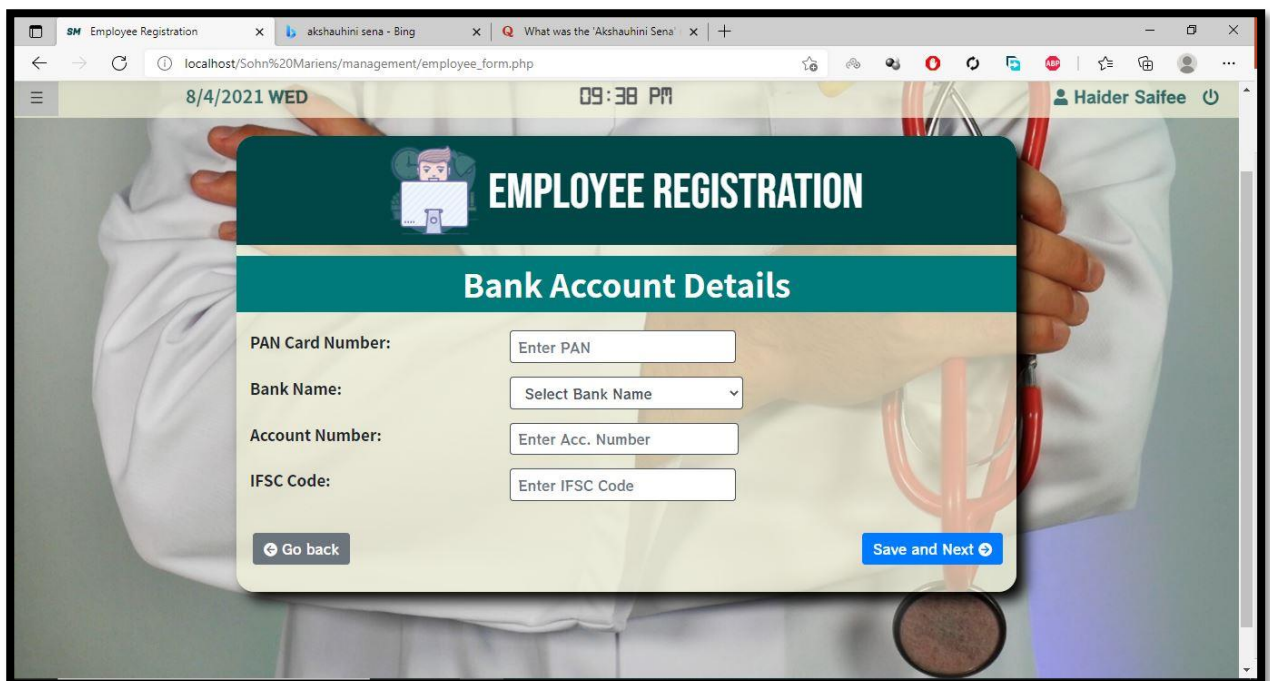 SM Employee Registration
akshauhini sena - Bing
Q What was the 'Akshauhini Sena'
localhost/Sohn%20Mariens/management/employee_form.php
ABP
8/4/2021 WED
09:38 PM
Haider Saifee
EMPLOYEE REGISTRATION
Bank Account Details
PAN Card Number:
Enter PAN
Bank Name:
Select Bank Name
Account Number:
Enter Acc. Number
IFSC Code:
Enter IFSC Code
Go back
Save and Next